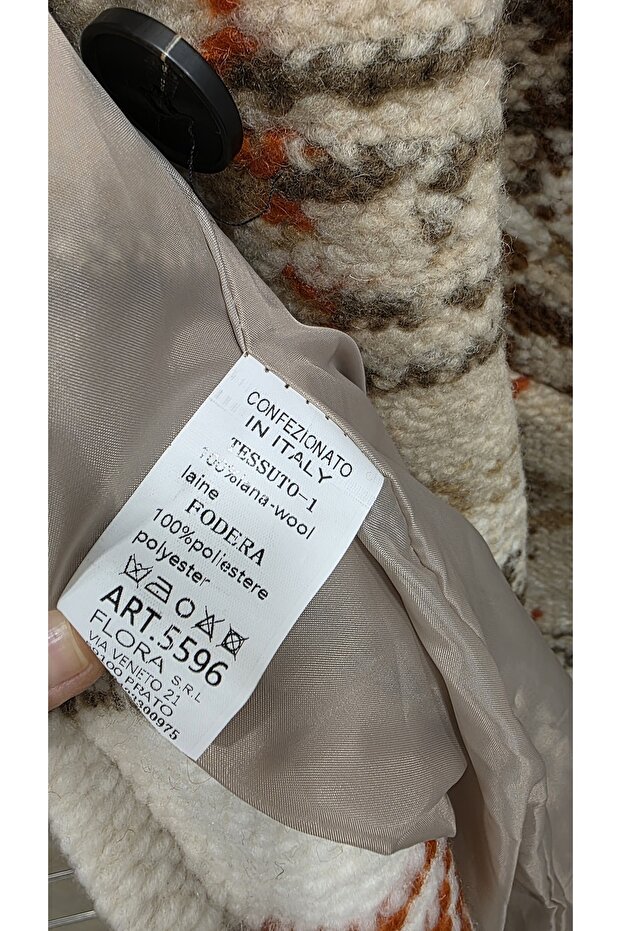 CONFEZIONATO
IN ITALY
TESSUTO-1
100%lana-wool
laine
FODERA
100%poliestere
polyester
ART.5596
FLORA S.R.L
VIA VENETO 21
PRATO